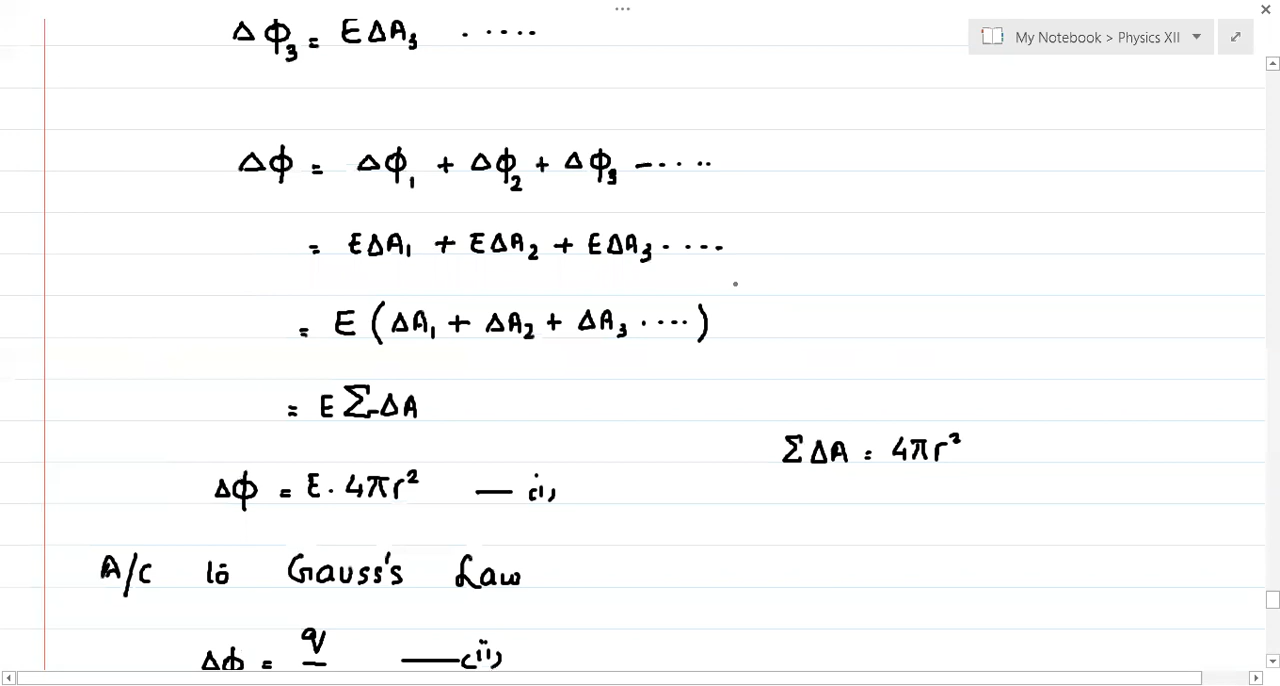 My Notebook > Physics XII
Δϕ₃ = EΔA₃ .....
Δϕ = Δϕ₁ + Δϕ₂ + Δϕ₃ -....
= EΔA₁ + EΔA₂ + EΔA₃ ....
= E (ΔA₁ + ΔA₂ + ΔA₃ ....)
= E ΣΔA
ΣΔA = 4πr²
Δϕ = E . 4πr² — (i)
A/C to Gauss's Law
Δϕ = q/ — (ii)